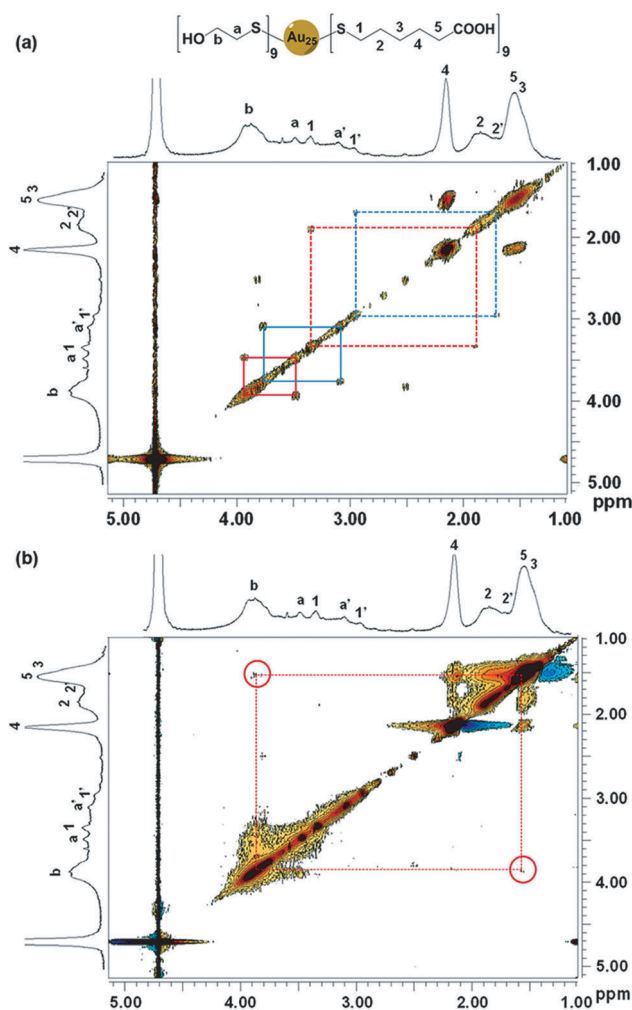 (a)
HO b a S 9 Au25 S 1 2 3 4 5 COOH 9
b a 1 a' 1' 4 2 2' 5 3
5 3
2 2'
4
a' 1'
a 1
b
1.00
2.00
3.00
4.00
5.00
ppm
5.00 4.00 3.00 2.00 1.00
(b)
b a 1 a' 1' 4 2 2' 5 3
5 3
2 2'
4
a' 1'
a 1
b
1.00
2.00
3.00
4.00
5.00
ppm
5.00 4.00 3.00 2.00 1.00